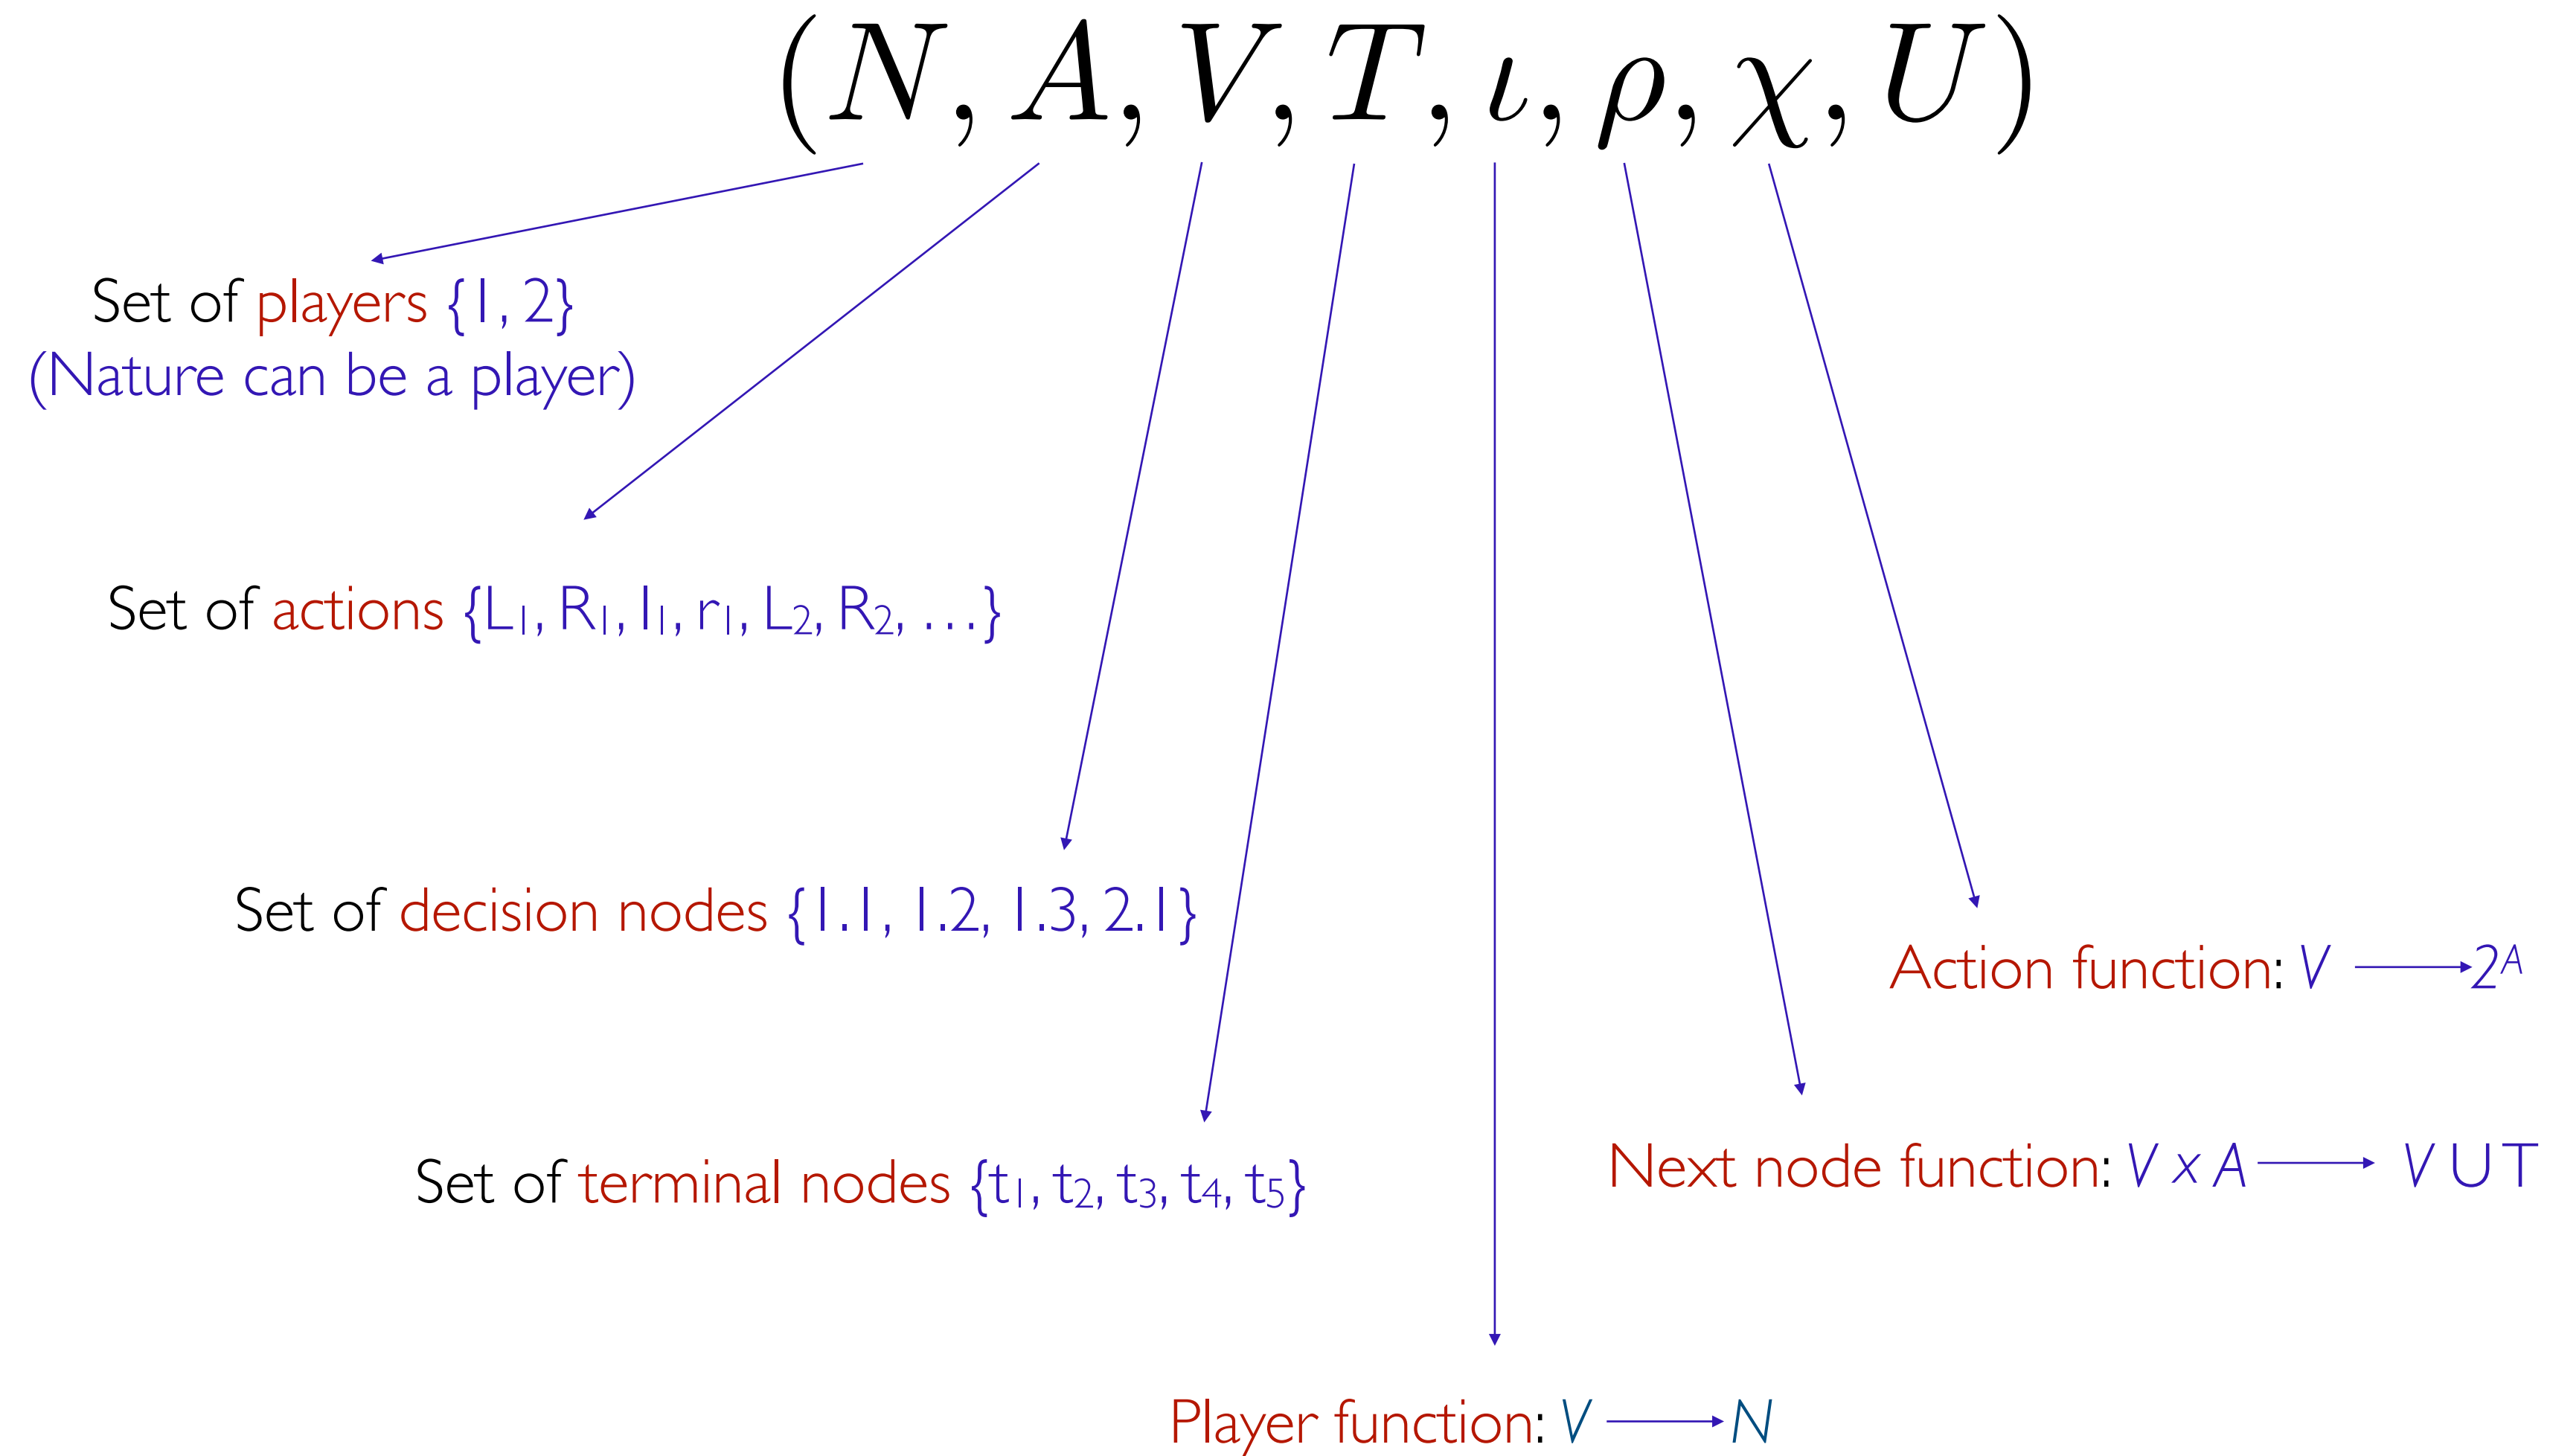 (N, A, V, T, ι, ρ, χ, U)
Set of players {1, 2}
(Nature can be a player)
Set of actions {L₁, R₁, l₁, r₁, L₂, R₂, …}
Set of decision nodes {1.1, 1.2, 1.3, 2.1}
Action function: V ⟶ 2ᴬ
Next node function: V x A ⟶ V U T
Set of terminal nodes {t₁, t₂, t₃, t₄, t₅}
Player function: V ⟶ N